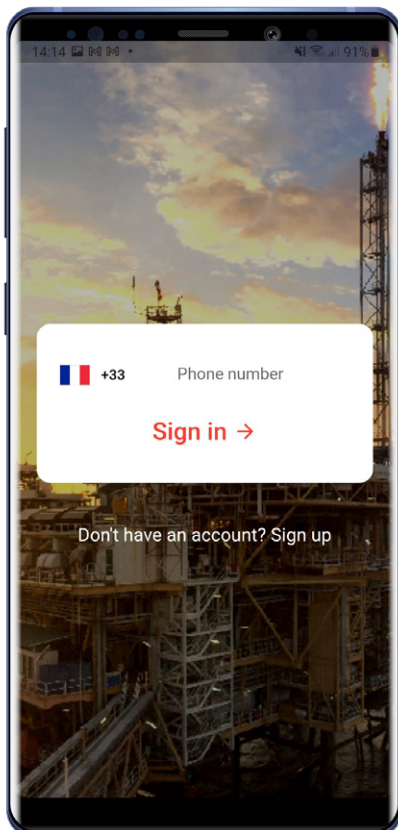 14:14 91%
+33 Phone number
Sign in →
Don't have an account? Sign up